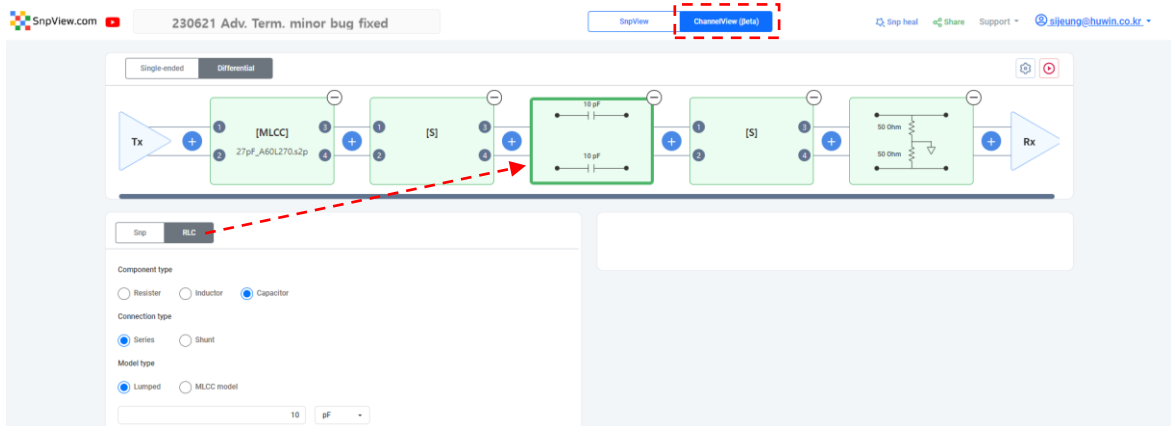 SnpView.com
230621 Adv. Term. minor bug fixed
SnpView
ChannelView (βeta)
Snp heal
Share
Support
sijeung@huwin.co.kr
Single-ended
Differential
Tx
1
2
[MLCC]
27pF_A60L270.s2p
3
4
1
2
[S]
3
4
10 pF
10 pF
1
2
[S]
3
4
50 Ohm
50 Ohm
Rx
Snp
RLC
Component type
Resister
Inductor
Capacitor
Connection type
Series
Shunt
Model type
Lumped
MLCC model
10
pF